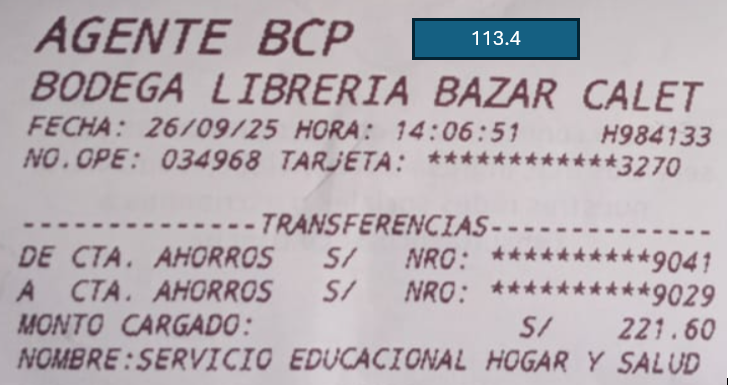 AGENTE BCP 113.4
BODEGA LIBRERIA BAZAR CALET
FECHA: 26/09/25 HORA: 14:06:51 H984133
NO.OPE: 034968 TARJETA: ************3270
--------------TRANSFERENCIAS--------------
DE CTA. AHORROS S/ NRO: **********9041
A CTA. AHORROS S/ NRO: **********9029
MONTO CARGADO: S/ 221.60
NOMBRE:SERVICIO EDUCACIONAL HOGAR Y SALUD